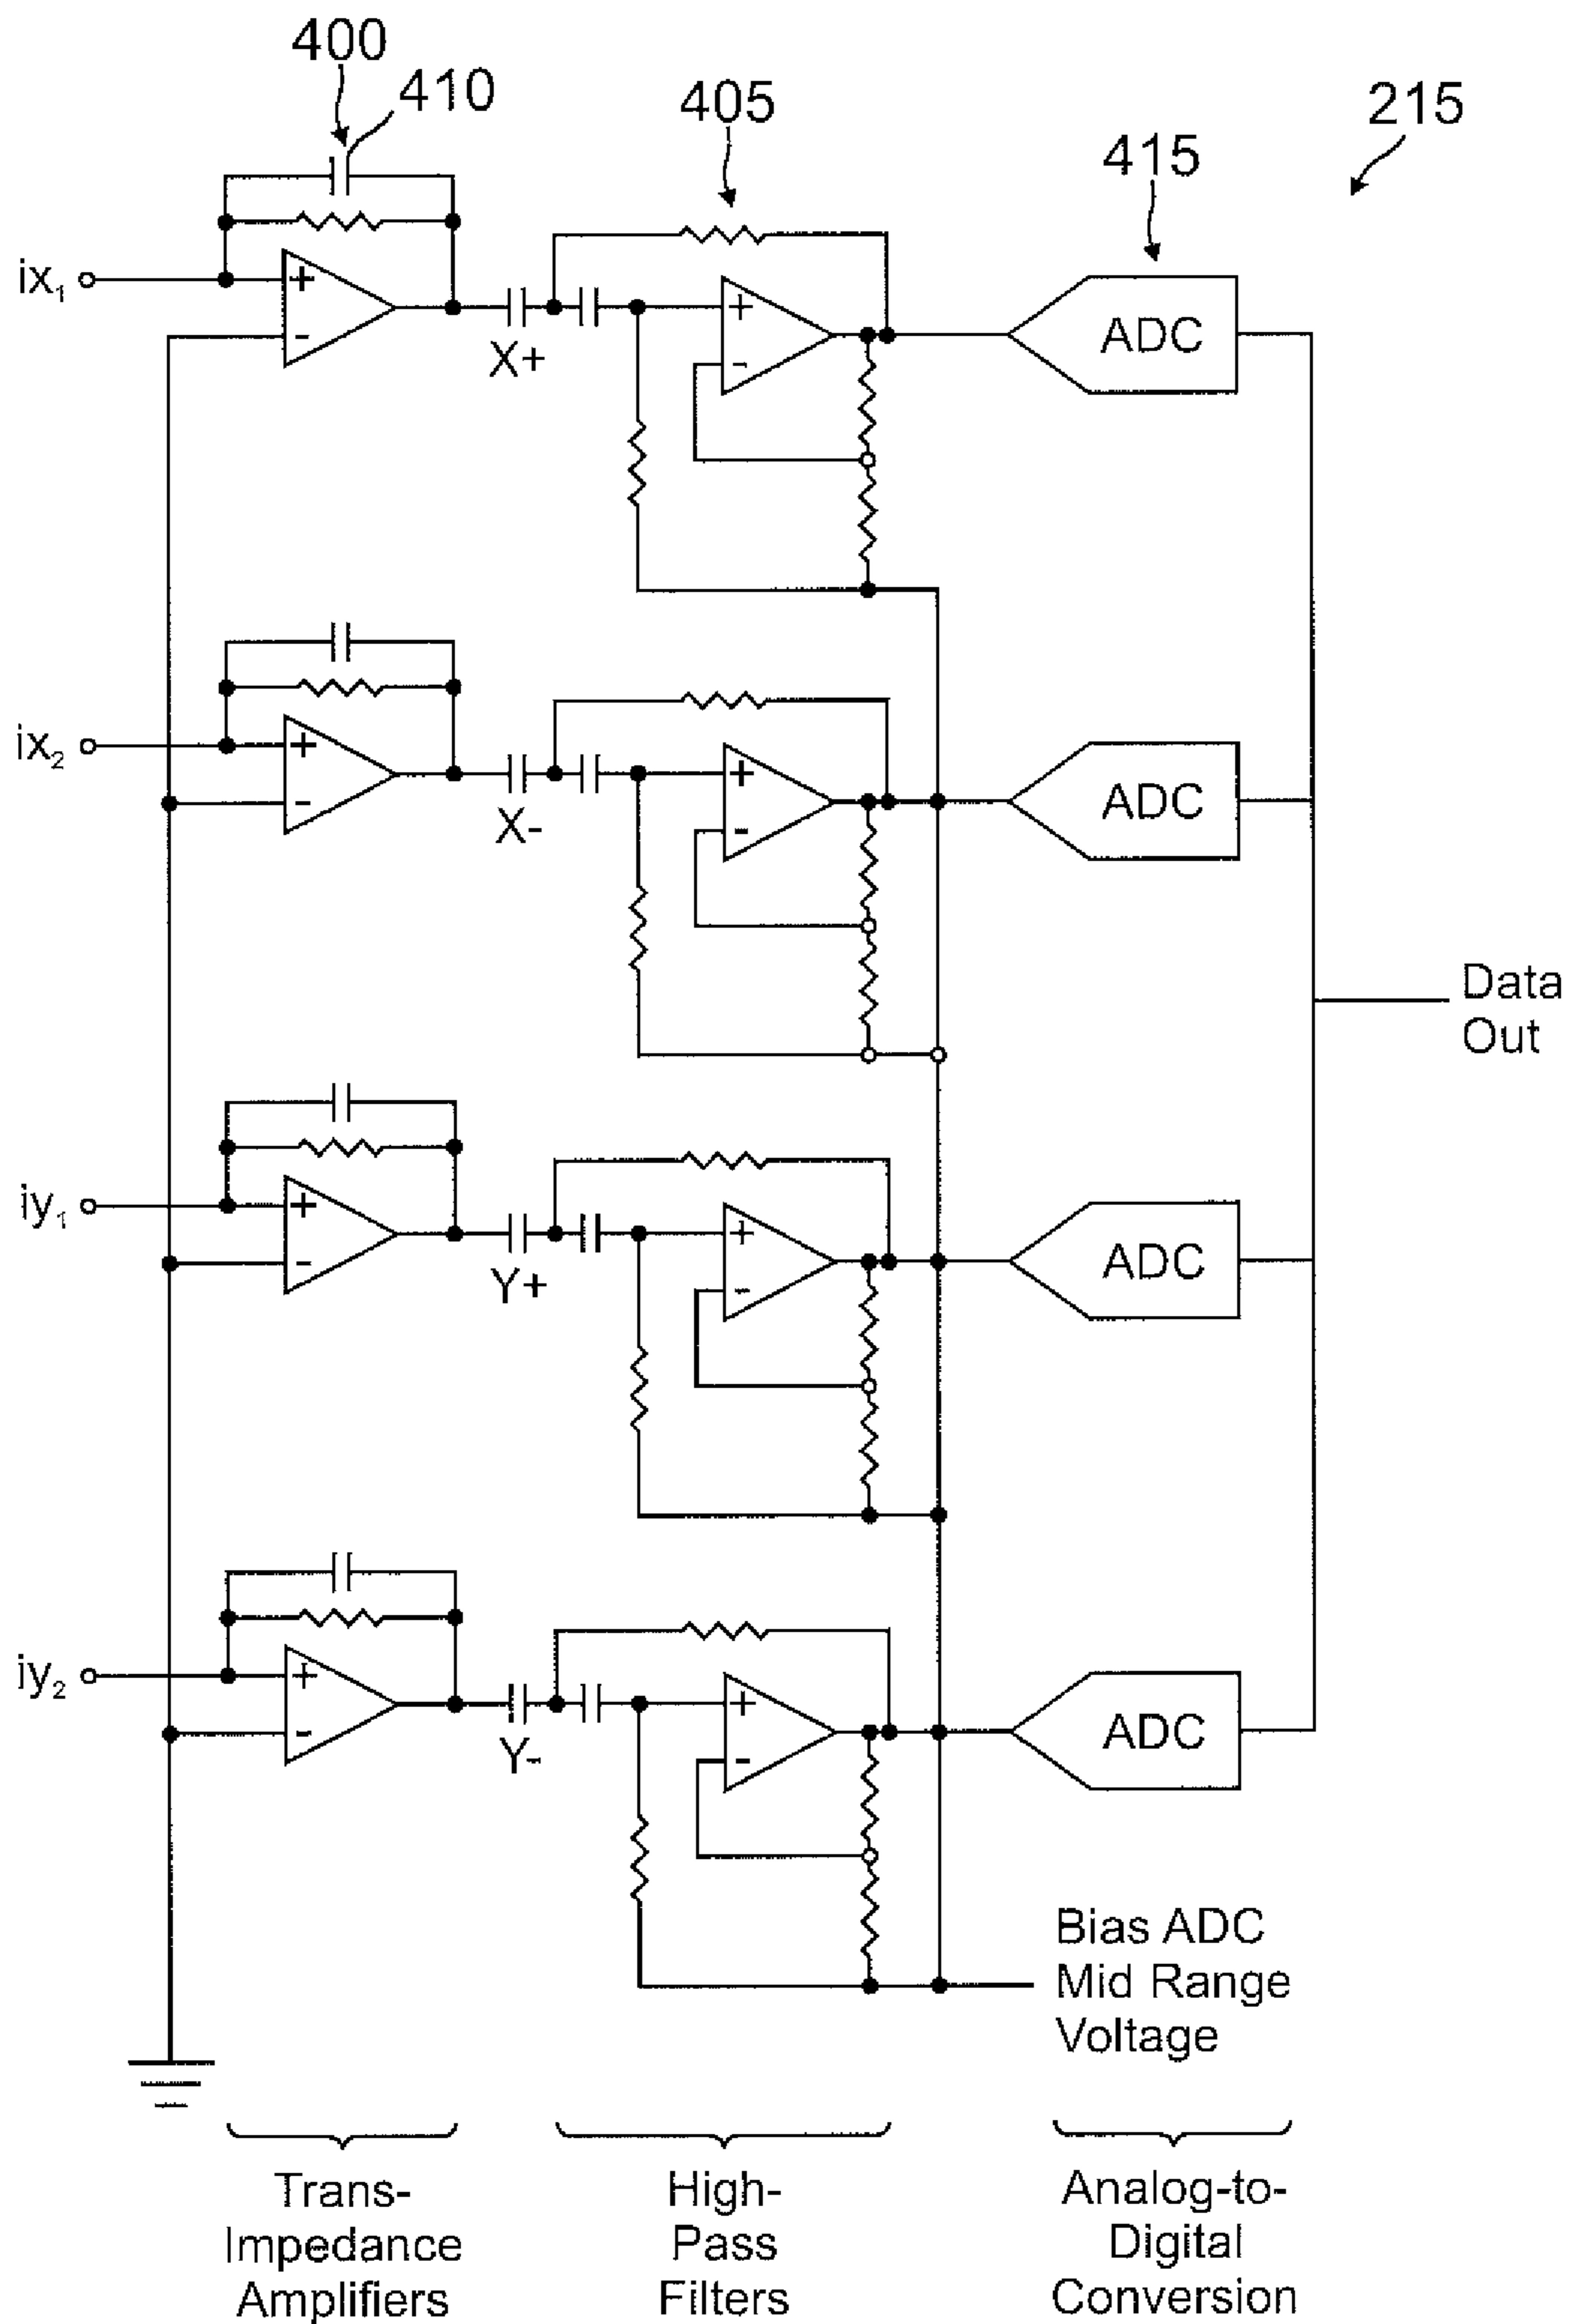 400
410
405
215
415
ix₁
+
-
X+
+
-
ADC
ix₂
+
-
X-
+
-
ADC
Data
Out
iy₁
+
-
Y+
+
-
ADC
iy₂
+
-
Y-
+
-
ADC
Bias ADC
Mid Range
Voltage
Trans-
Impedance
Amplifiers
High-
Pass
Filters
Analog-to-
Digital
Conversion